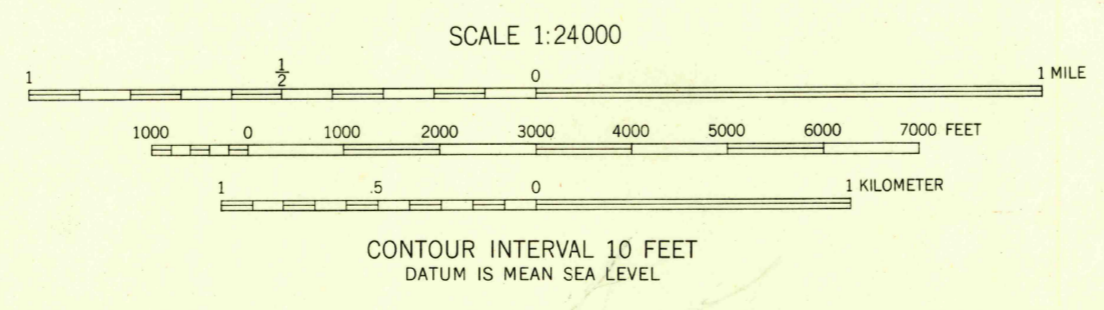 SCALE 1:24000
1 1/2 0 1 MILE
1000 0 1000 2000 3000 4000 5000 6000 7000 FEET
1 .5 0 1 KILOMETER
CONTOUR INTERVAL 10 FEET
DATUM IS MEAN SEA LEVEL